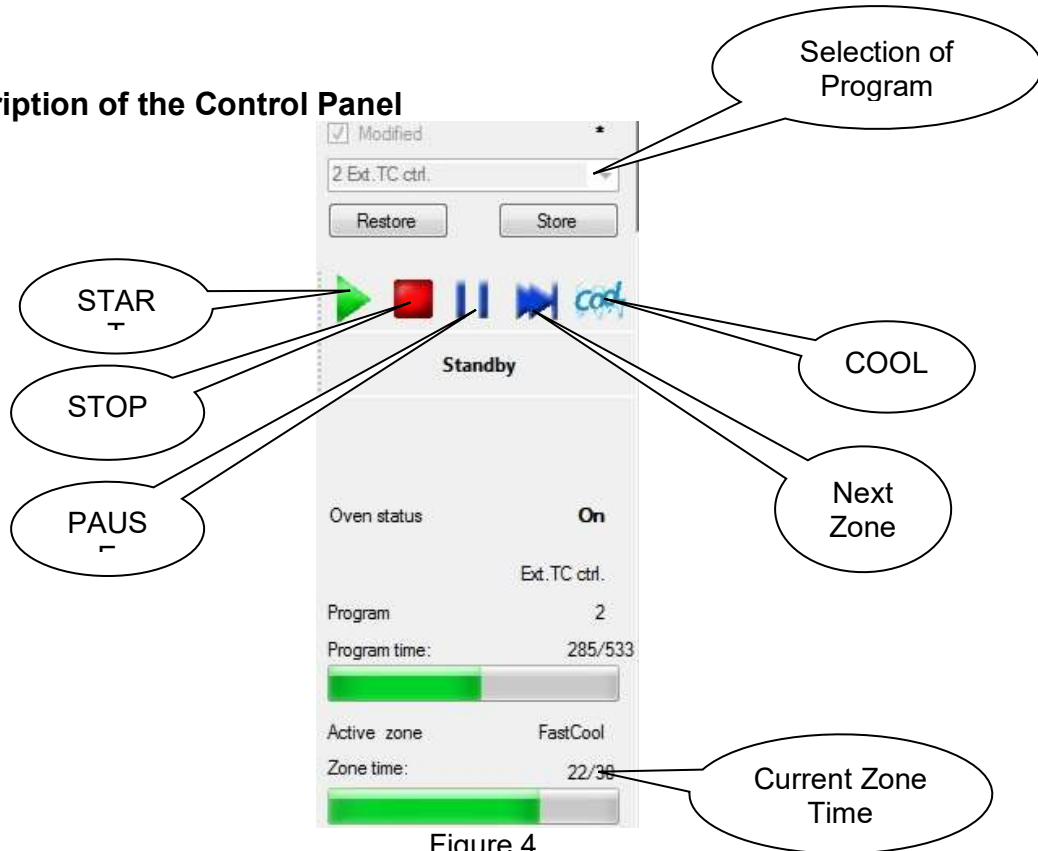 Selection of
Program
ription of the Control Panel
Modified *
2 Ext.TC ctrl.
Restore Store
STAR
cool
COOL
Standby
STOP
PAUS
Next
Zone
Oven status On
Ext.TC ctrl.
Program 2
Program time: 285/533
Active zone FastCool
Zone time: 22/30
Current Zone
Time
Figure 4